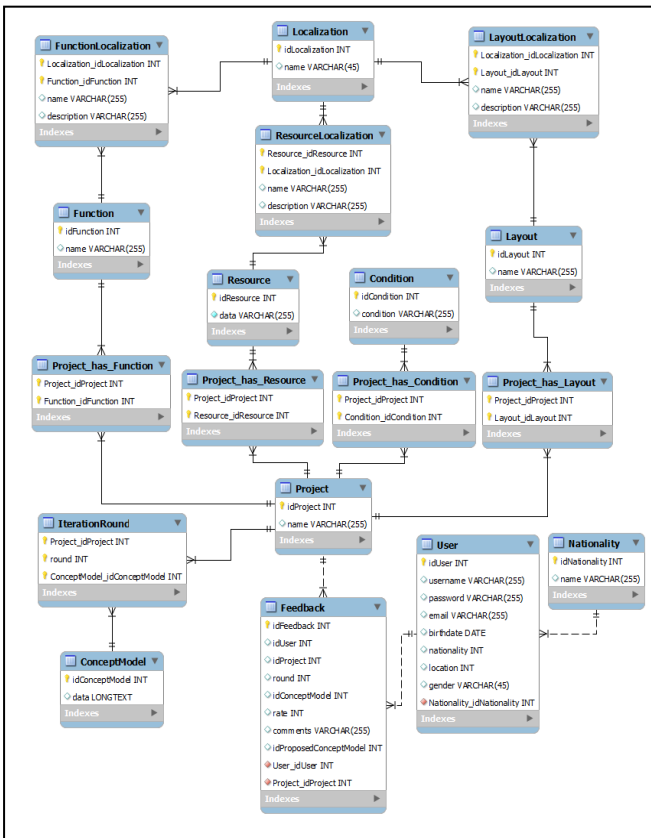 FunctionLocalization
Localization_idLocalization INT
Function_idFunction INT
name VARCHAR(255)
description VARCHAR(255)
Indexes
Localization
idLocalization INT
name VARCHAR(45)
Indexes
LayoutLocalization
Localization_idLocalization INT
Layout_idLayout INT
name VARCHAR(255)
description VARCHAR(255)
Indexes
ResourceLocalization
Resource_idResource INT
Localization_idLocalization INT
name VARCHAR(255)
description VARCHAR(255)
Indexes
Function
idFunction INT
name VARCHAR(255)
Indexes
Resource
idResource INT
data VARCHAR(255)
Indexes
Condition
idCondition INT
condition VARCHAR(255)
Indexes
Layout
idLayout INT
name VARCHAR(255)
Indexes
Project_has_Function
Project_idProject INT
Function_idFunction INT
Indexes
Project_has_Resource
Project_idProject INT
Resource_idResource INT
Indexes
Project_has_Condition
Project_idProject INT
Condition_idCondition INT
Indexes
Project_has_Layout
Project_idProject INT
Layout_idLayout INT
Indexes
Project
idProject INT
name VARCHAR(255)
Indexes
IterationRound
Project_idProject INT
round INT
ConceptModel_idConceptModel INT
Indexes
ConceptModel
idConceptModel INT
data LONGTEXT
Indexes
Feedback
idFeedback INT
idUser INT
idProject INT
round INT
idConceptModel INT
rate INT
comments VARCHAR(255)
idProposedConceptModel INT
User_idUser INT
Project_idProject INT
Indexes
User
idUser INT
username VARCHAR(255)
password VARCHAR(255)
email VARCHAR(255)
birthdate DATE
nationality INT
location INT
gender VARCHAR(45)
Nationality_idNationality INT
Indexes
Nationality
idNationality INT
name VARCHAR(255)
Indexes